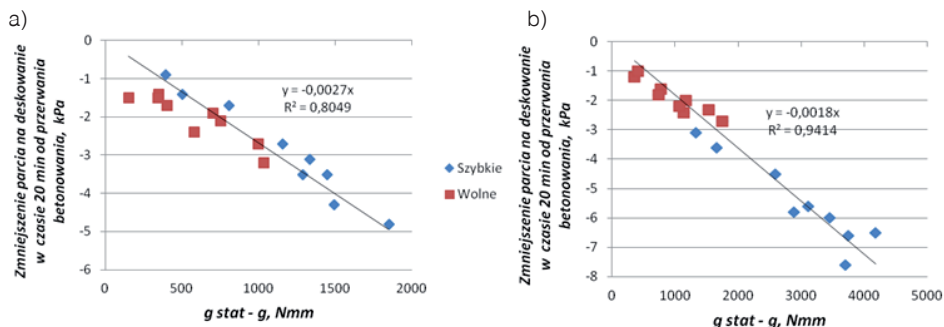 a)
Zmniejszenie parcia na deskowanie
w czasie 20 min od przerwania
betonowania, kPa
0
-1
-2
-3
-4
-5
-6
y = -0,0027x
R² = 0,8049
0
500
1000
1500
2000
g stat - g, Nmm
Szybkie
Wolne
b)
Zmniejszenie parcia na deskowanie
w czasie 20 min od przerwania
betonowania, kPa
0
-1
-2
-3
-4
-5
-6
-7
-8
y = -0,0018x
R² = 0,9414
0
1000
2000
3000
4000
5000
g stat - g, Nmm